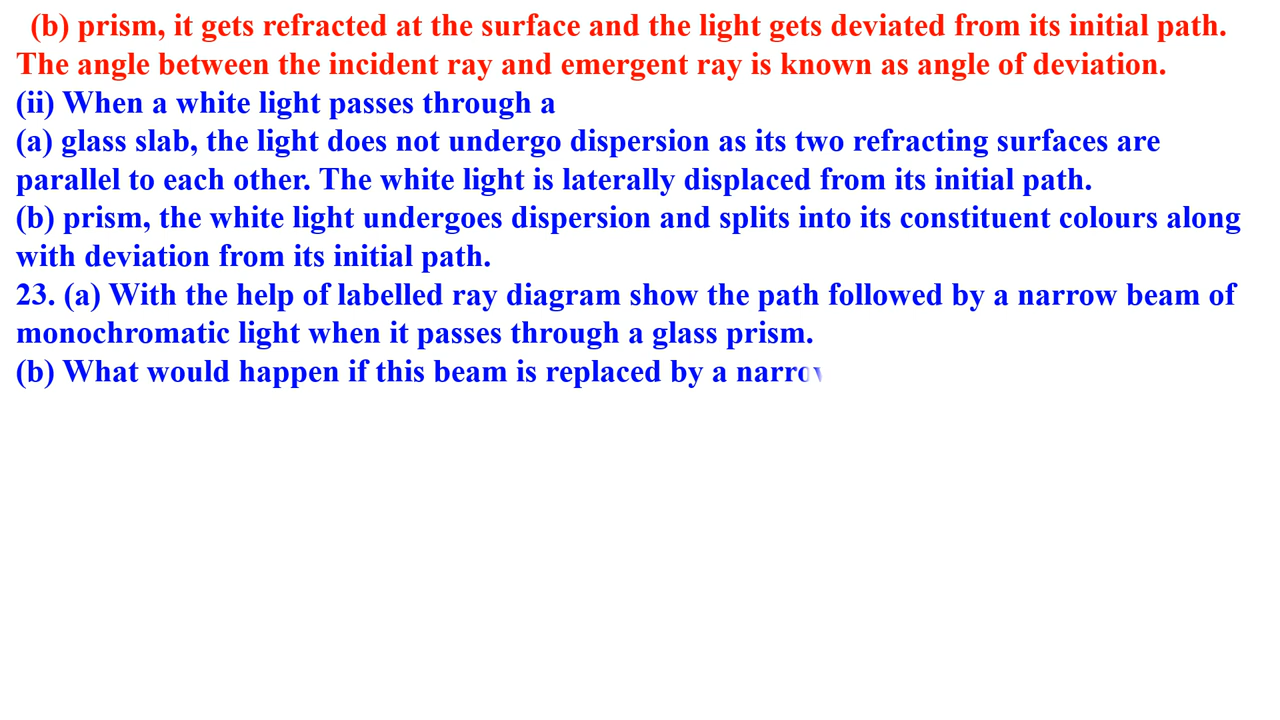 (b) prism, it gets refracted at the surface and the light gets deviated from its initial path.
The angle between the incident ray and emergent ray is known as angle of deviation.
(ii) When a white light passes through a
(a) glass slab, the light does not undergo dispersion as its two refracting surfaces are
parallel to each other. The white light is laterally displaced from its initial path.
(b) prism, the white light undergoes dispersion and splits into its constituent colours along
with deviation from its initial path.
23. (a) With the help of labelled ray diagram show the path followed by a narrow beam of
monochromatic light when it passes through a glass prism.
(b) What would happen if this beam is replaced by a